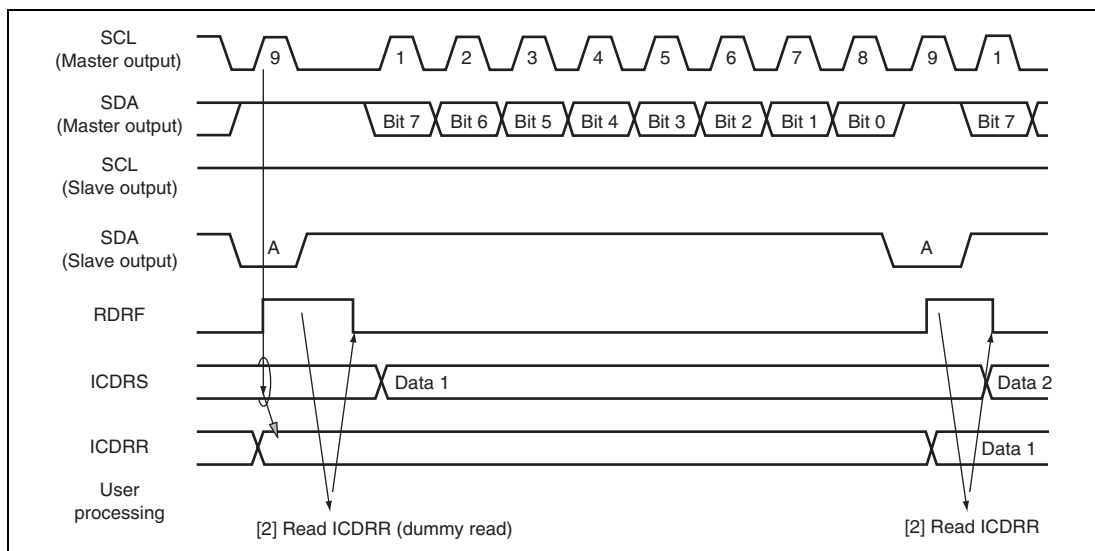 SCL
(Master output)
9
1
2
3
4
5
6
7
8
9
1
SDA
(Master output)
Bit 7
Bit 6
Bit 5
Bit 4
Bit 3
Bit 2
Bit 1
Bit 0
Bit 7
SCL
(Slave output)
SDA
(Slave output)
A
A
RDRF
ICDRS
Data 1
Data 2
ICDRR
Data 1
User
processing
[2] Read ICDRR (dummy read)
[2] Read ICDRR